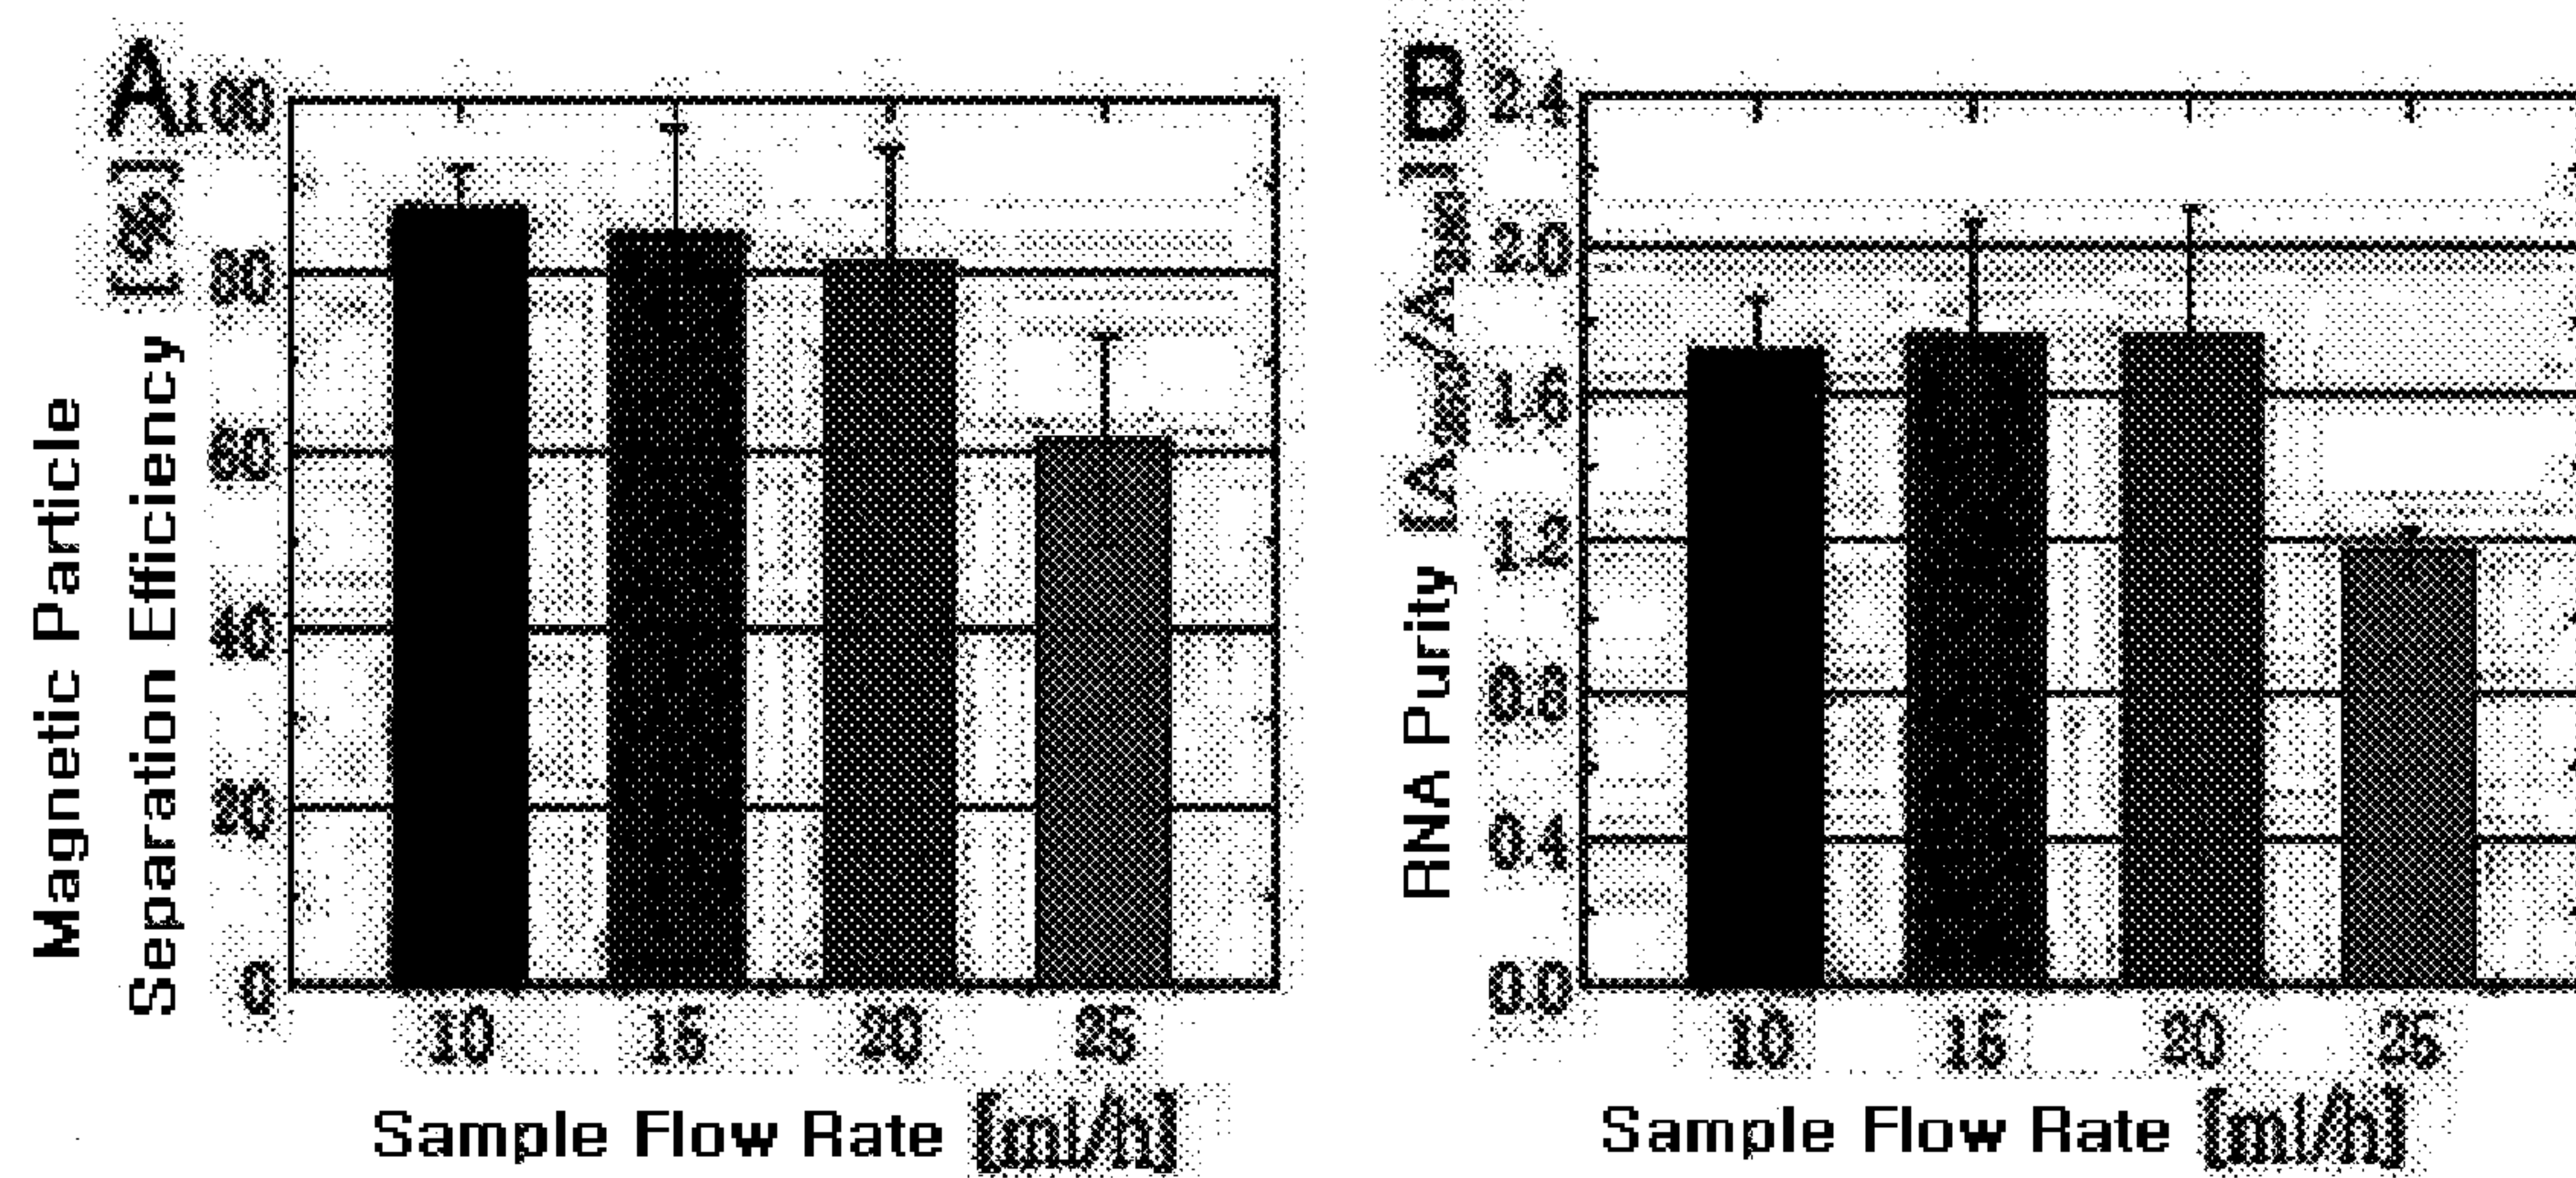 A
100
80
60
40
20
0
Magnetic Particle
Separation Efficiency [%]
10 15 20 25
Sample Flow Rate [ml/h]
B
2.4
2.0
1.6
1.2
0.8
0.4
0.0
RNA Purity
10 15 20 25
Sample Flow Rate [ml/h]